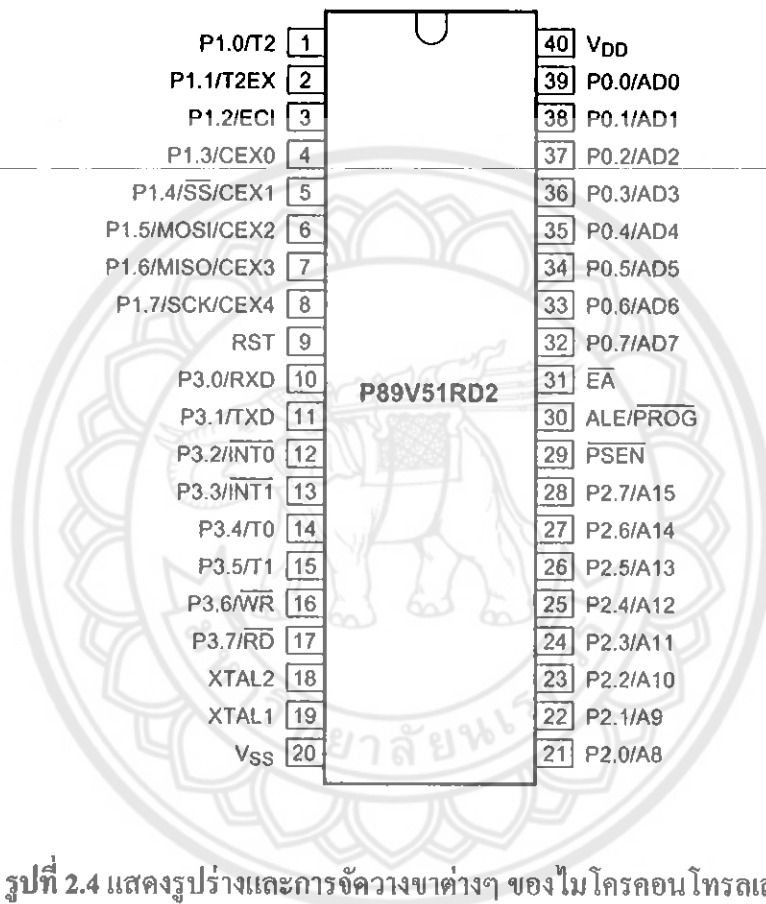 P1.0/T2 1 40 VDD
P1.1/T2EX 2 39 P0.0/AD0
P1.2/ECI 3 38 P0.1/AD1
P1.3/CEX0 4 37 P0.2/AD2
P1.4/S̅S̅/CEX1 5 36 P0.3/AD3
P1.5/MOSI/CEX2 6 35 P0.4/AD4
P1.6/MISO/CEX3 7 34 P0.5/AD5
P1.7/SCK/CEX4 8 33 P0.6/AD6
RST 9 32 P0.7/AD7
P3.0/RXD 10 31 E̅A̅
P89V51RD2
P3.1/TXD 11 30 ALE/P̅R̅O̅G̅
P3.2/I̅N̅T̅0̅ 12 29 P̅S̅E̅N̅
P3.3/I̅N̅T̅1̅ 13 28 P2.7/A15
P3.4/T0 14 27 P2.6/A14
P3.5/T1 15 26 P2.5/A13
P3.6/W̅R̅ 16 25 P2.4/A12
P3.7/R̅D̅ 17 24 P2.3/A11
XTAL2 18 23 P2.2/A10
XTAL1 19 22 P2.1/A9
VSS 20 21 P2.0/A8
รูปที่ 2.4 แสดงรูปร่างและการจัดวางขาต่างๆ ของไมโครคอนโทรลเล